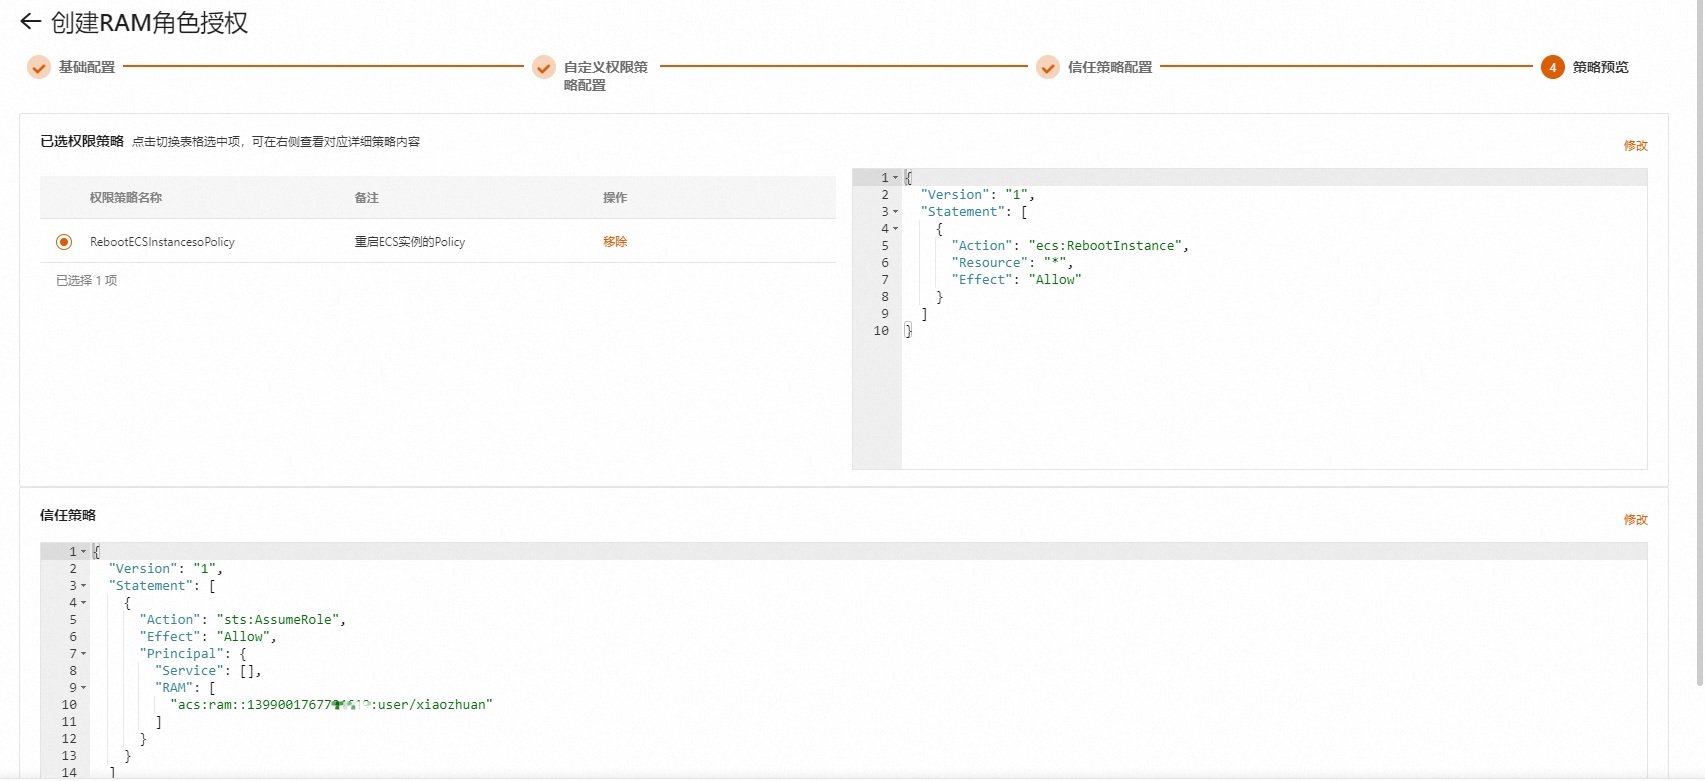 创建RAM角色授权
基础配置
自定义权限策
略配置
信任策略配置
4 策略预览
已选权限策略 点击切换表格选中项，可在右侧查看对应详细策略内容
修改
权限策略名称 备注 操作
RebootECSInstancesoPolicy 重启ECS实例的Policy 移除
已选择 1 项
1 {
2 "Version": "1",
3 "Statement": [
4 {
5 "Action": "ecs:RebootInstance",
6 "Resource": "*",
7 "Effect": "Allow"
8 }
9 ]
10 }
信任策略
修改
1 {
2 "Version": "1",
3 "Statement": [
4 {
5 "Action": "sts:AssumeRole",
6 "Effect": "Allow",
7 "Principal": {
8 "Service": [],
9 "RAM": [
10 "acs:ram::13990017677 :user/xiaozhuan"
11 ]
12 }
13 }
14 ]